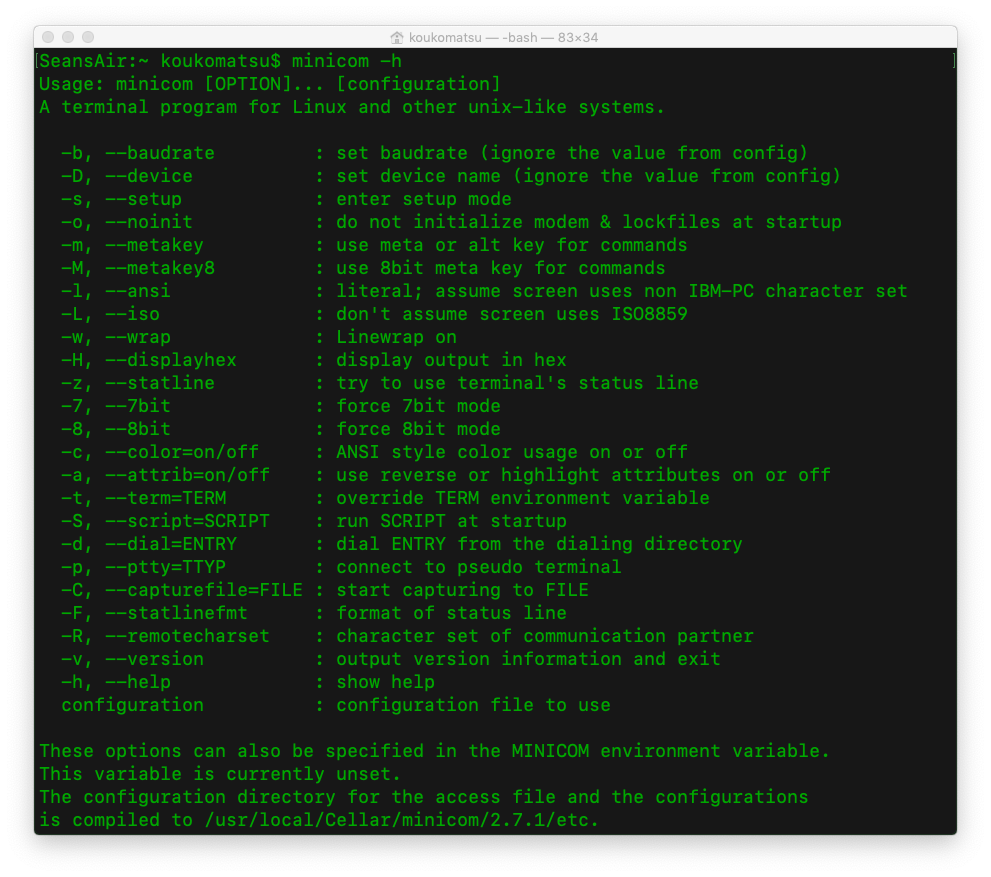 koukomatsu — -bash — 83×34
[SeansAir:~ koukomatsu$ minicom -h ]
Usage: minicom [OPTION]... [configuration]
A terminal program for Linux and other unix-like systems.
-b, --baudrate : set baudrate (ignore the value from config)
-D, --device : set device name (ignore the value from config)
-s, --setup : enter setup mode
-o, --noinit : do not initialize modem & lockfiles at startup
-m, --metakey : use meta or alt key for commands
-M, --metakey8 : use 8bit meta key for commands
-l, --ansi : literal; assume screen uses non IBM-PC character set
-L, --iso : don't assume screen uses ISO8859
-w, --wrap : Linewrap on
-H, --displayhex : display output in hex
-z, --statline : try to use terminal's status line
-7, --7bit : force 7bit mode
-8, --8bit : force 8bit mode
-c, --color=on/off : ANSI style color usage on or off
-a, --attrib=on/off : use reverse or highlight attributes on or off
-t, --term=TERM : override TERM environment variable
-S, --script=SCRIPT : run SCRIPT at startup
-d, --dial=ENTRY : dial ENTRY from the dialing directory
-p, --ptty=TTYP : connect to pseudo terminal
-C, --capturefile=FILE : start capturing to FILE
-F, --statlinefmt : format of status line
-R, --remotecharset : character set of communication partner
-v, --version : output version information and exit
-h, --help : show help
configuration : configuration file to use
These options can also be specified in the MINICOM environment variable.
This variable is currently unset.
The configuration directory for the access file and the configurations
is compiled to /usr/local/Cellar/minicom/2.7.1/etc.